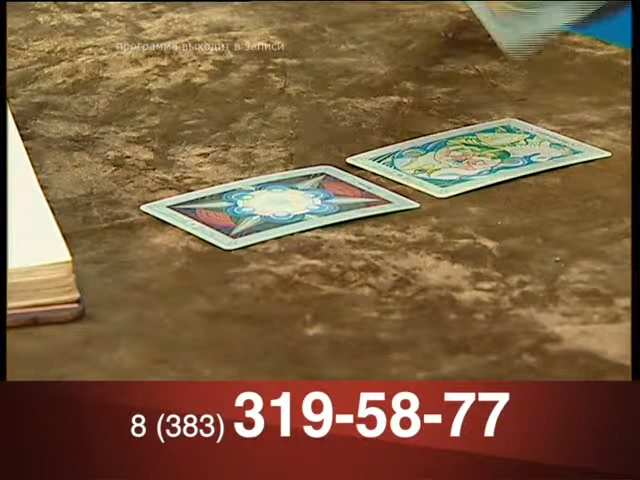 программа выходит в записи
8 (383) 319-58-77